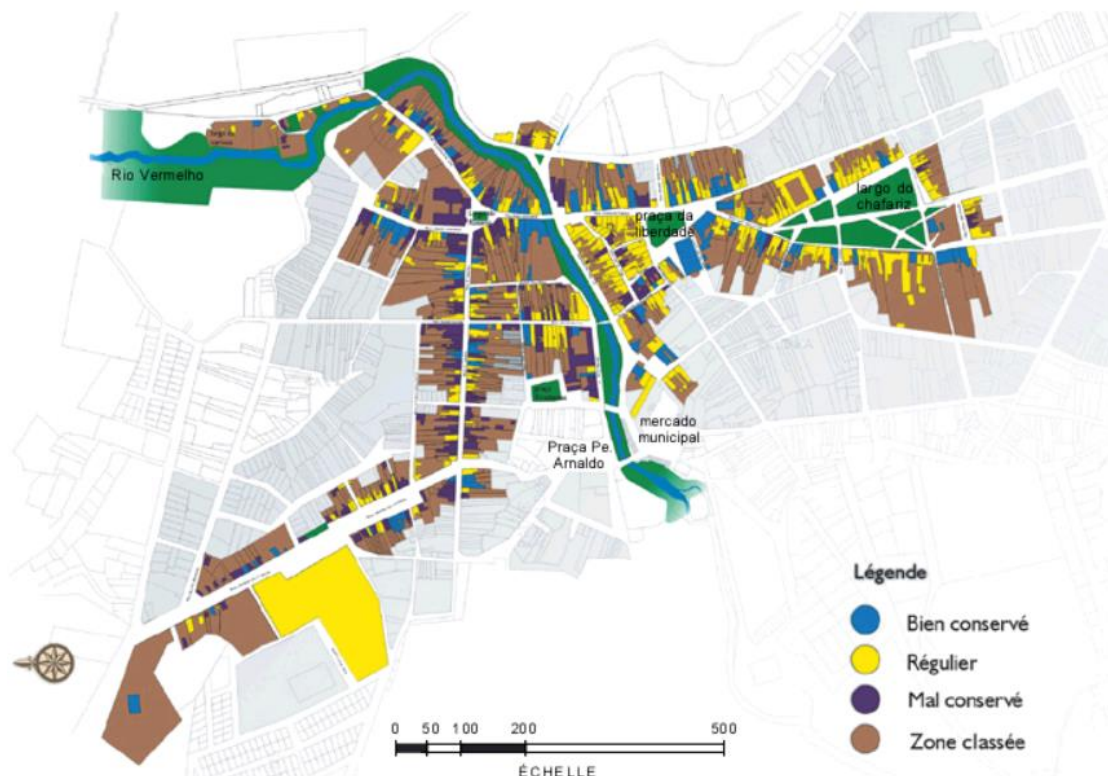 Rio Vermelho
praça da
liberdade
largo do
chafariz
mercado
municipal
Praça Pe.
Arnaldo
Légende
Bien conservé
Régulier
Mal conservé
Zone classée
0 50 100 200 500
ÉCHELLE